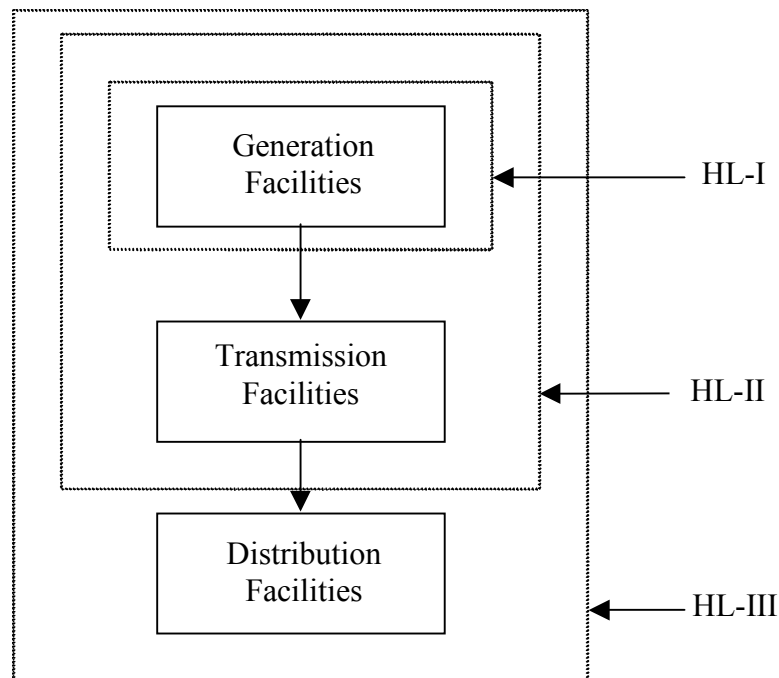 Generation
Facilities
HL-I
Transmission
Facilities
HL-II
Distribution
Facilities
HL-III